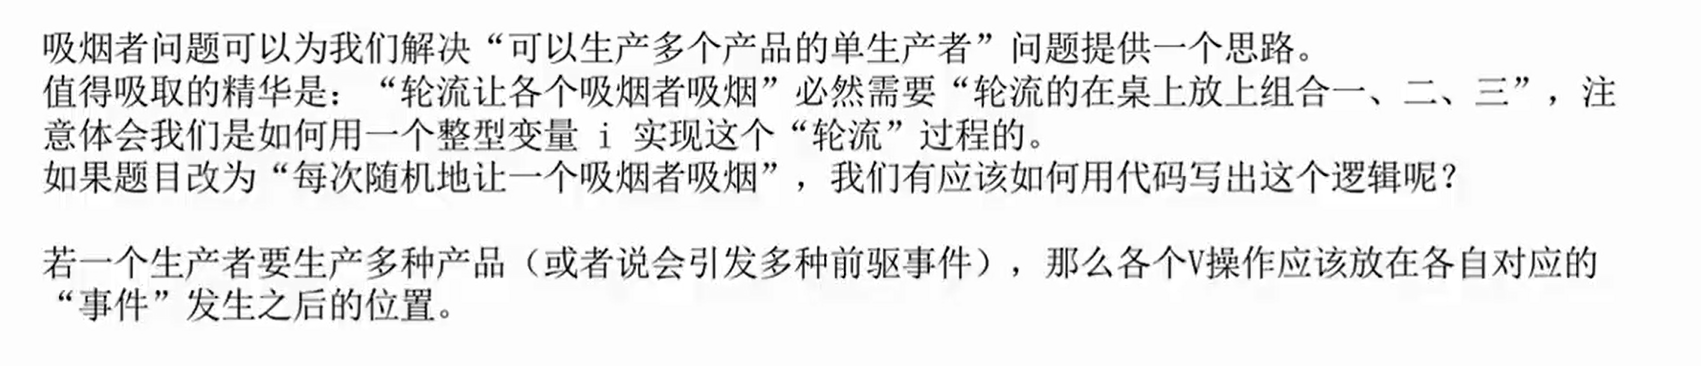 吸烟者问题可以为我们解决“可以生产多个产品的单生产者”问题提供一个思路。
值得吸取的精华是：“轮流让各个吸烟者吸烟”必然需要“轮流的在桌上放上组合一、二、三”，注
意体会我们是如何用一个整型变量 i 实现这个“轮流”过程的。
如果题目改为“每次随机地让一个吸烟者吸烟”，我们有应该如何用代码写出这个逻辑呢？
若一个生产者要生产多种产品（或者说会引发多种前驱事件），那么各个V操作应该放在各自对应的
“事件”发生之后的位置。